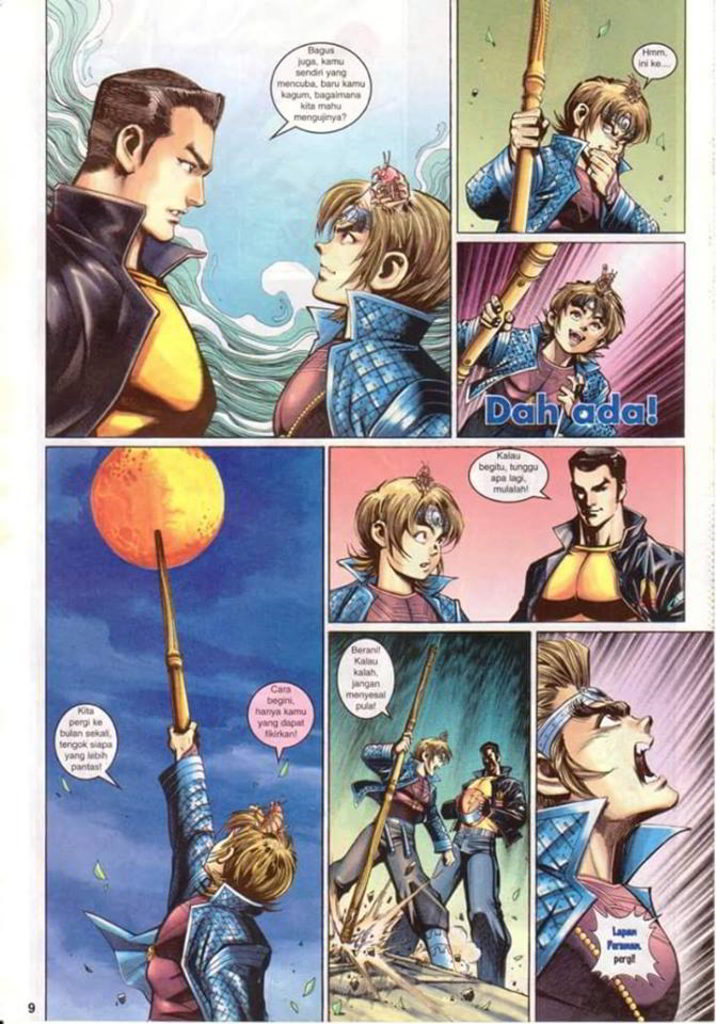 Bagus
juga, kamu
sendiri yang
mencuba, baru kamu
kagum, bagaimana
kita mahu
mengujinya?
Hmm,
ini ke....
Dah ada!
Kita
pergi ke
bulan sekali,
tengok siapa
yang lebih
pantas!
Cara
begini,
hanya kamu
yang dapat
fikirkan!
Kalau
begitu, tunggu
apa lagi,
mulalah!
Berani!
Kalau
kalah,
jangan
menyesal
pula!
Lapan
Feraman
pergi!
9